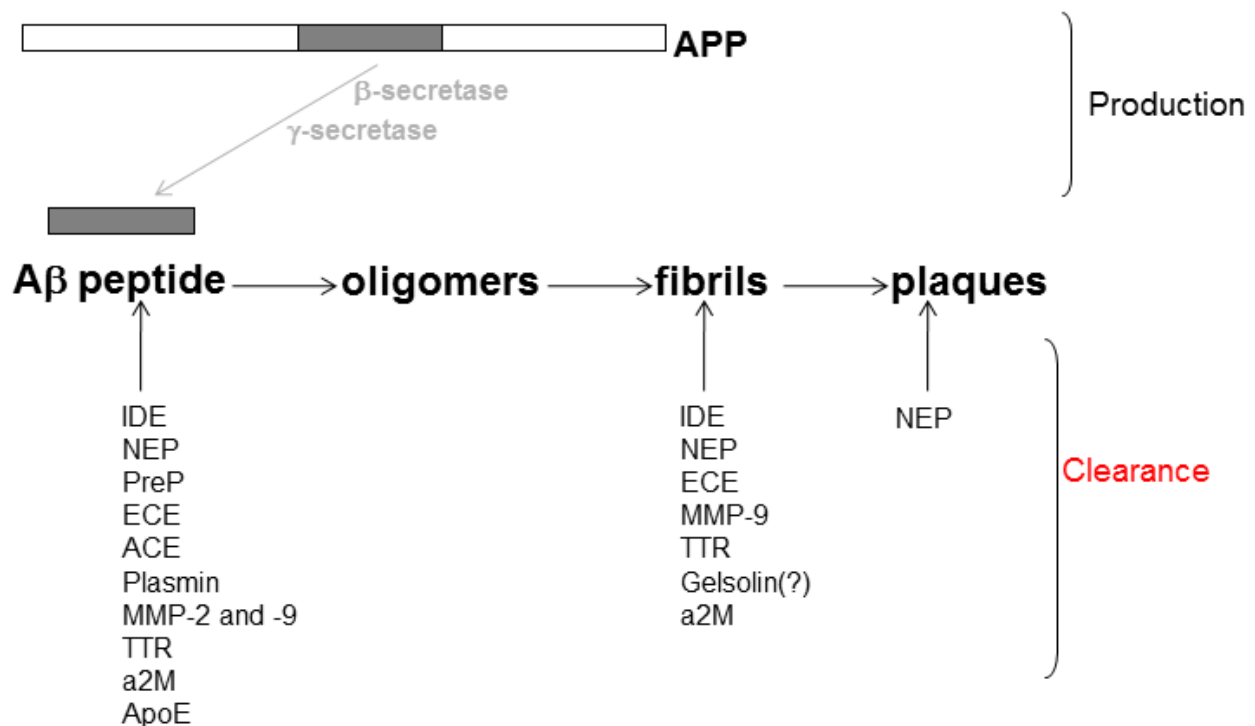 APP
β-secretase
γ-secretase
Production
Aβ peptide
oligomers
fibrils
plaques
IDE
NEP
PreP
ECE
ACE
Plasmin
MMP-2 and -9
TTR
a2M
ApoE
IDE
NEP
ECE
MMP-9
TTR
Gelsolin(?)
a2M
NEP
Clearance